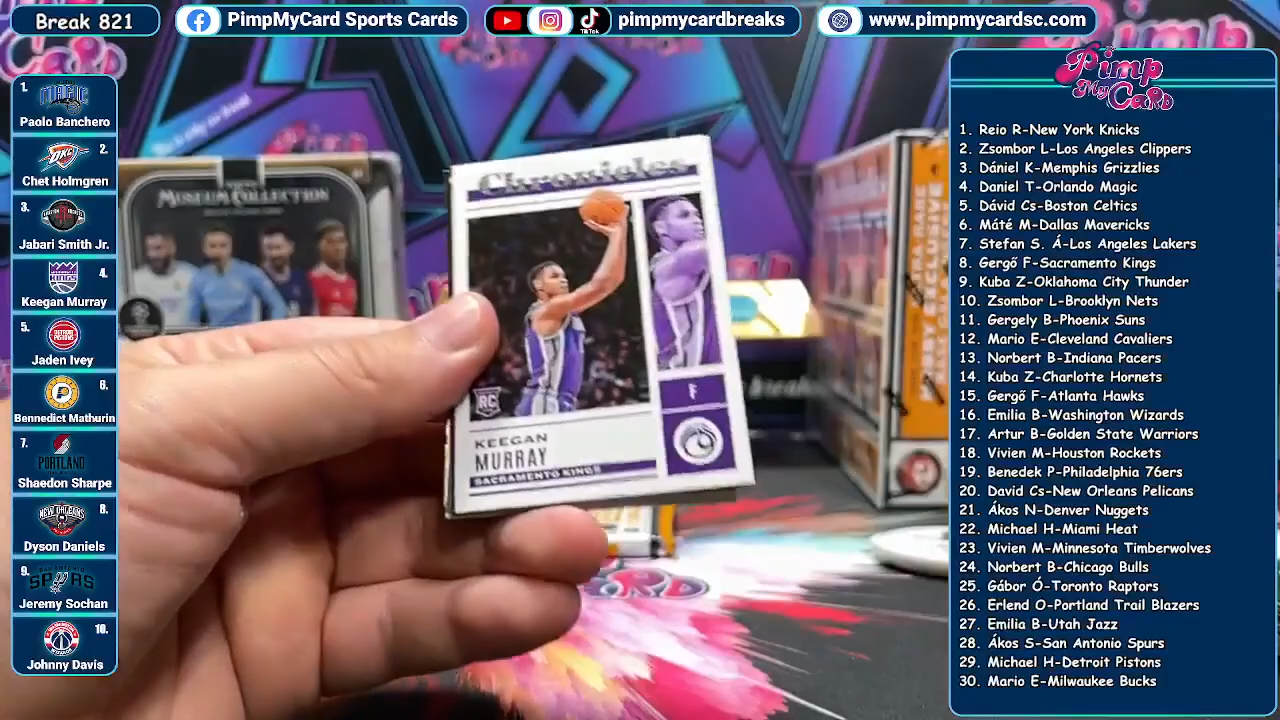 Break 821
PimpMyCard Sports Cards
TikTok
pimpmycardbreaks
www.pimpmycardsc.com
1.
MAGIC
Paolo Banchero
2.
OKC
Chet Holmgren
3.
Jabari Smith Jr.
4.
KINGS
Keegan Murray
5.
Jaden Ivey
6.
Bennedict Mathurin
7.
PORTLAND
Shaedon Sharpe
8.
NEW ORLEANS
Dyson Daniels
9.
SPURS
Jeremy Sochan
10.
Johnny Davis
MUSEUM COLLECTION
Chronicles
RC
F
KEEGAN
MURRAY
SACRAMENTO KINGS
Pimp
My
Card
1. Reio R-New York Knicks
2. Zsombor L-Los Angeles Clippers
3. Dániel K-Memphis Grizzlies
4. Daniel T-Orlando Magic
5. Dávid Cs-Boston Celtics
6. Máté M-Dallas Mavericks
7. Stefan S. Á-Los Angeles Lakers
8. Gergő F-Sacramento Kings
9. Kuba Z-Oklahoma City Thunder
10. Zsombor L-Brooklyn Nets
11. Gergely B-Phoenix Suns
12. Mario E-Cleveland Cavaliers
13. Norbert B-Indiana Pacers
14. Kuba Z-Charlotte Hornets
15. Gergő F-Atlanta Hawks
16. Emilia B-Washington Wizards
17. Artur B-Golden State Warriors
18. Vivien M-Houston Rockets
19. Benedek P-Philadelphia 76ers
20. David Cs-New Orleans Pelicans
21. Ákos N-Denver Nuggets
22. Michael H-Miami Heat
23. Vivien M-Minnesota Timberwolves
24. Norbert B-Chicago Bulls
25. Gábor Ó-Toronto Raptors
26. Erlend O-Portland Trail Blazers
27. Emilia B-Utah Jazz
28. Ákos S-San Antonio Spurs
29. Michael H-Detroit Pistons
30. Mario E-Milwaukee Bucks